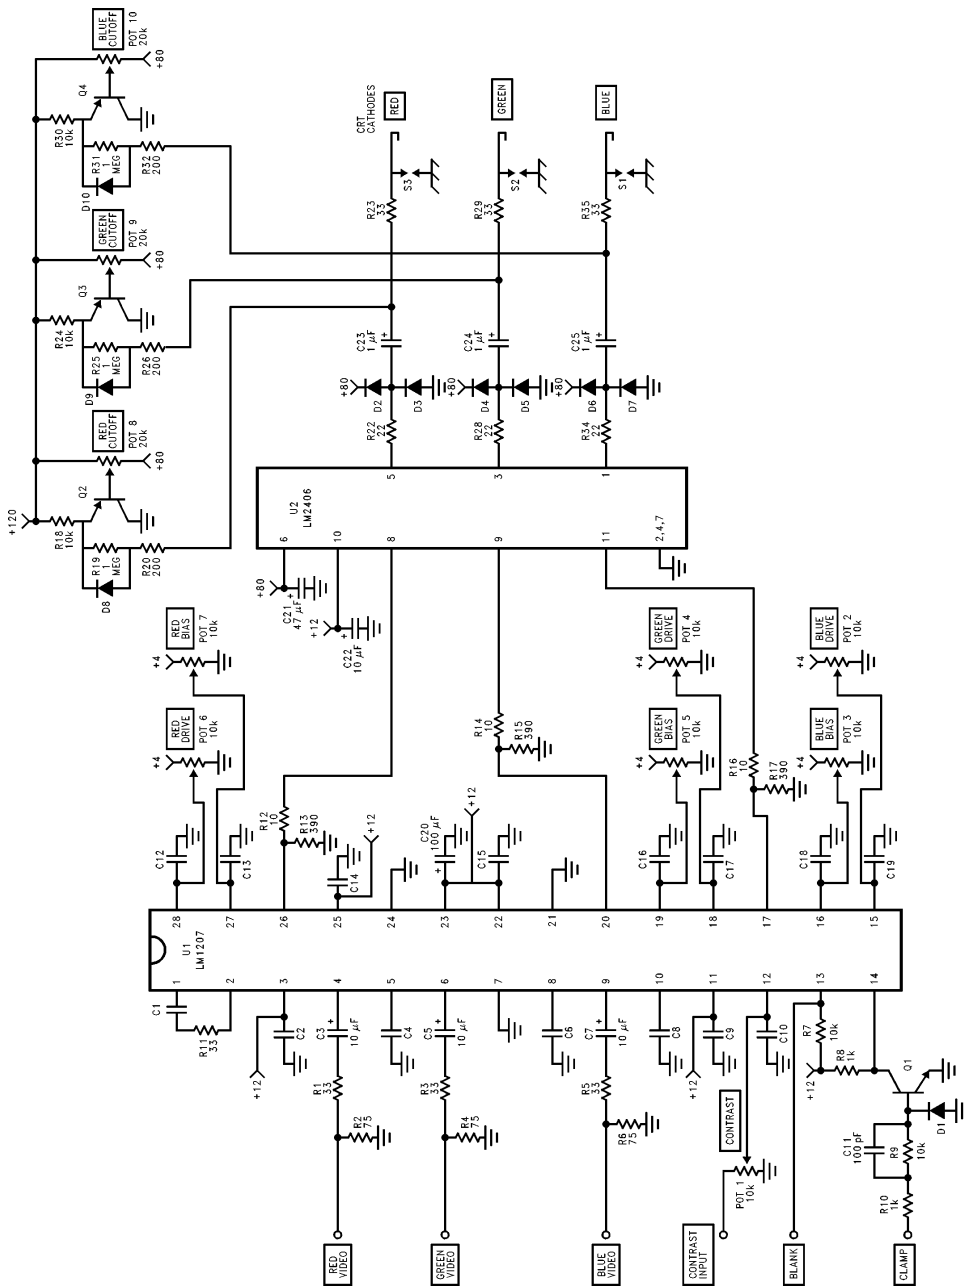 BLUE
CUTOFF
POT 10
20k
+80
Q4
R30
10k
R31
1
MEG
R32
200
D10
GREEN
CUTOFF
POT 9
20k
+80
Q3
R24
10k
R25
1
MEG
R26
200
D9
RED
CUTOFF
POT 8
20k
+80
Q2
+120
R18
10k
R19
1
MEG
R20
200
D8
CRT
CATHODES
RED
GREEN
BLUE
S3
S2
S1
R23
33
R29
33
R35
33
C23
1 µF
+
C24
1 µF
+
C25
1 µF
+
+80
D2
D3
+80
D4
D5
+80
D6
D7
R22
22
R28
22
R34
22
U2
LM2406
5
3
1
6
10
8
9
11
2,4,7
+80
C21
47 µF
+
+12
C22
10 µF
+
RED
BIAS
POT 7
10k
+4
RED
DRIVE
POT 6
10k
+4
GREEN
DRIVE
POT 4
10k
+4
GREEN
BIAS
POT 5
10k
+4
BLUE
DRIVE
POT 2
10k
+4
BLUE
BIAS
POT 3
10k
+4
R14
10
R15
390
R16
10
R17
390
R12
10
R13
390
C12
C13
C14
+12
C20
100 µF
+
+12
C15
C16
C17
C18
C19
28
27
26
25
24
23
22
21
20
19
18
17
16
15
U1
LM1207
1
2
3
4
5
6
7
8
9
10
11
12
13
14
C1
R11
33
C2
+12
C3
10 µF
+
R1
33
R2
75
C4
C5
10 µF
+
R3
33
R4
75
C6
C7
10 µF
+
R5
33
R6
75
C8
C9
+12
C10
R7
10k
+12
R8
1k
Q1
D1
C11
100 pF
R9
10k
R10
1k
CONTRAST
POT 1
10k
RED
VIDEO
GREEN
VIDEO
BLUE
VIDEO
CONTRAST
INPUT
BLANK
CLAMP